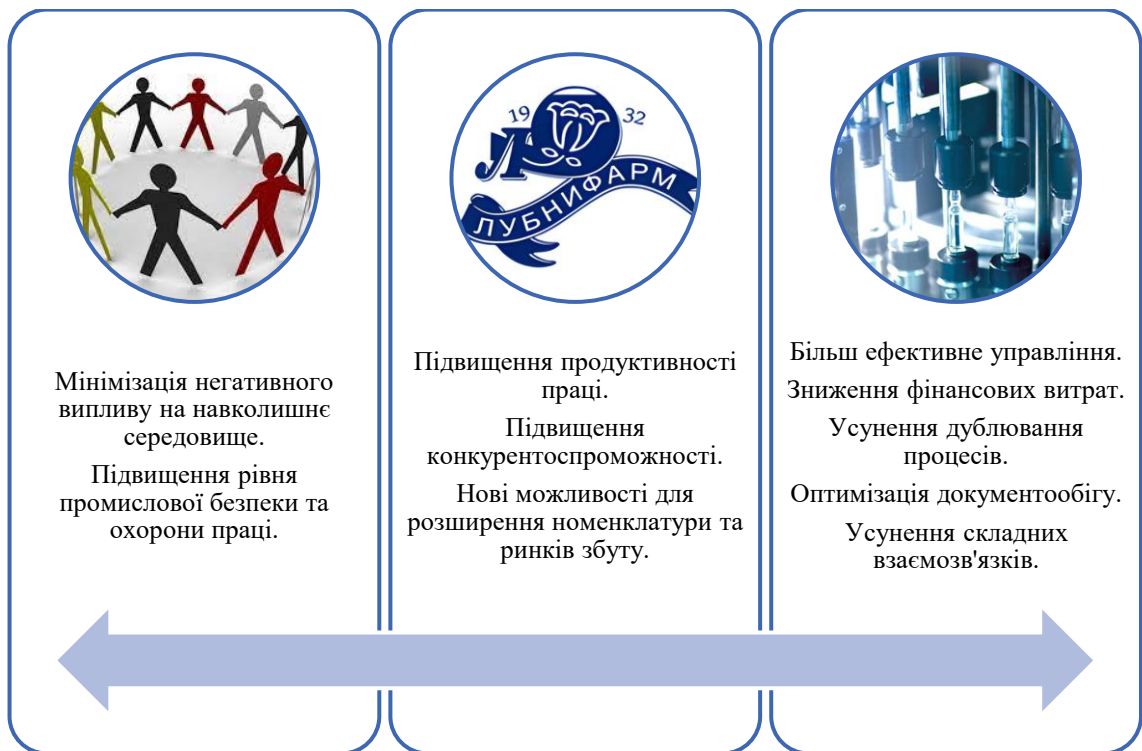 Мінімізація негативного
випливу на навколишнє
середовище.
Підвищення рівня
промислової безпеки та
охорони праці.
19 32
Л
ЛУБНИФАРМ
Підвищення продуктивності
праці.
Підвищення
конкурентоспроможності.
Нові можливості для
розширення номенклатури та
ринків збуту.
Більш ефективне управління.
Зниження фінансових витрат.
Усунення дублювання
процесів.
Оптимізація документообігу.
Усунення складних
взаємозв'язків.